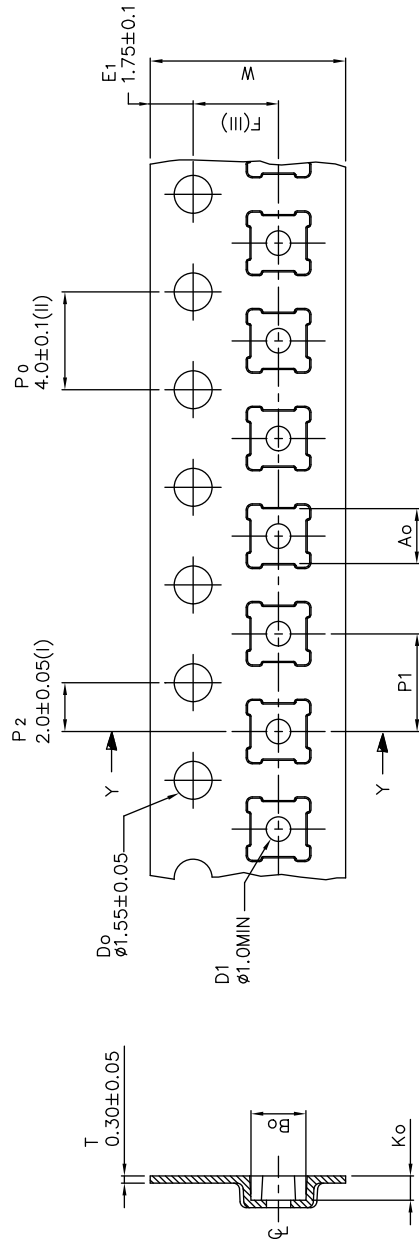 P2
2.0±0.05(I)
Po
4.0±0.1(II)
E1
1.75±0.1
F(III)
W
Y
Y
Do
ø1.55±0.05
D1
ø1.0MIN
P1
Ao
T
0.30±0.05
Bo
Ko
CL